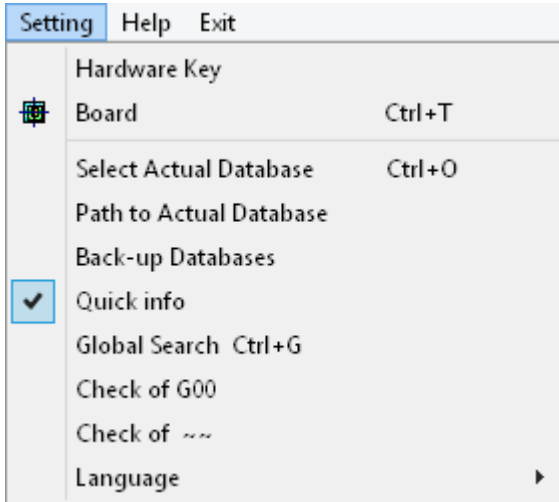 Setting Help Exit
Hardware Key
Board Ctrl+T
Select Actual Database Ctrl+O
Path to Actual Database
Back-up Databases
Quick info
Global Search Ctrl+G
Check of G00
Check of ~~
Language